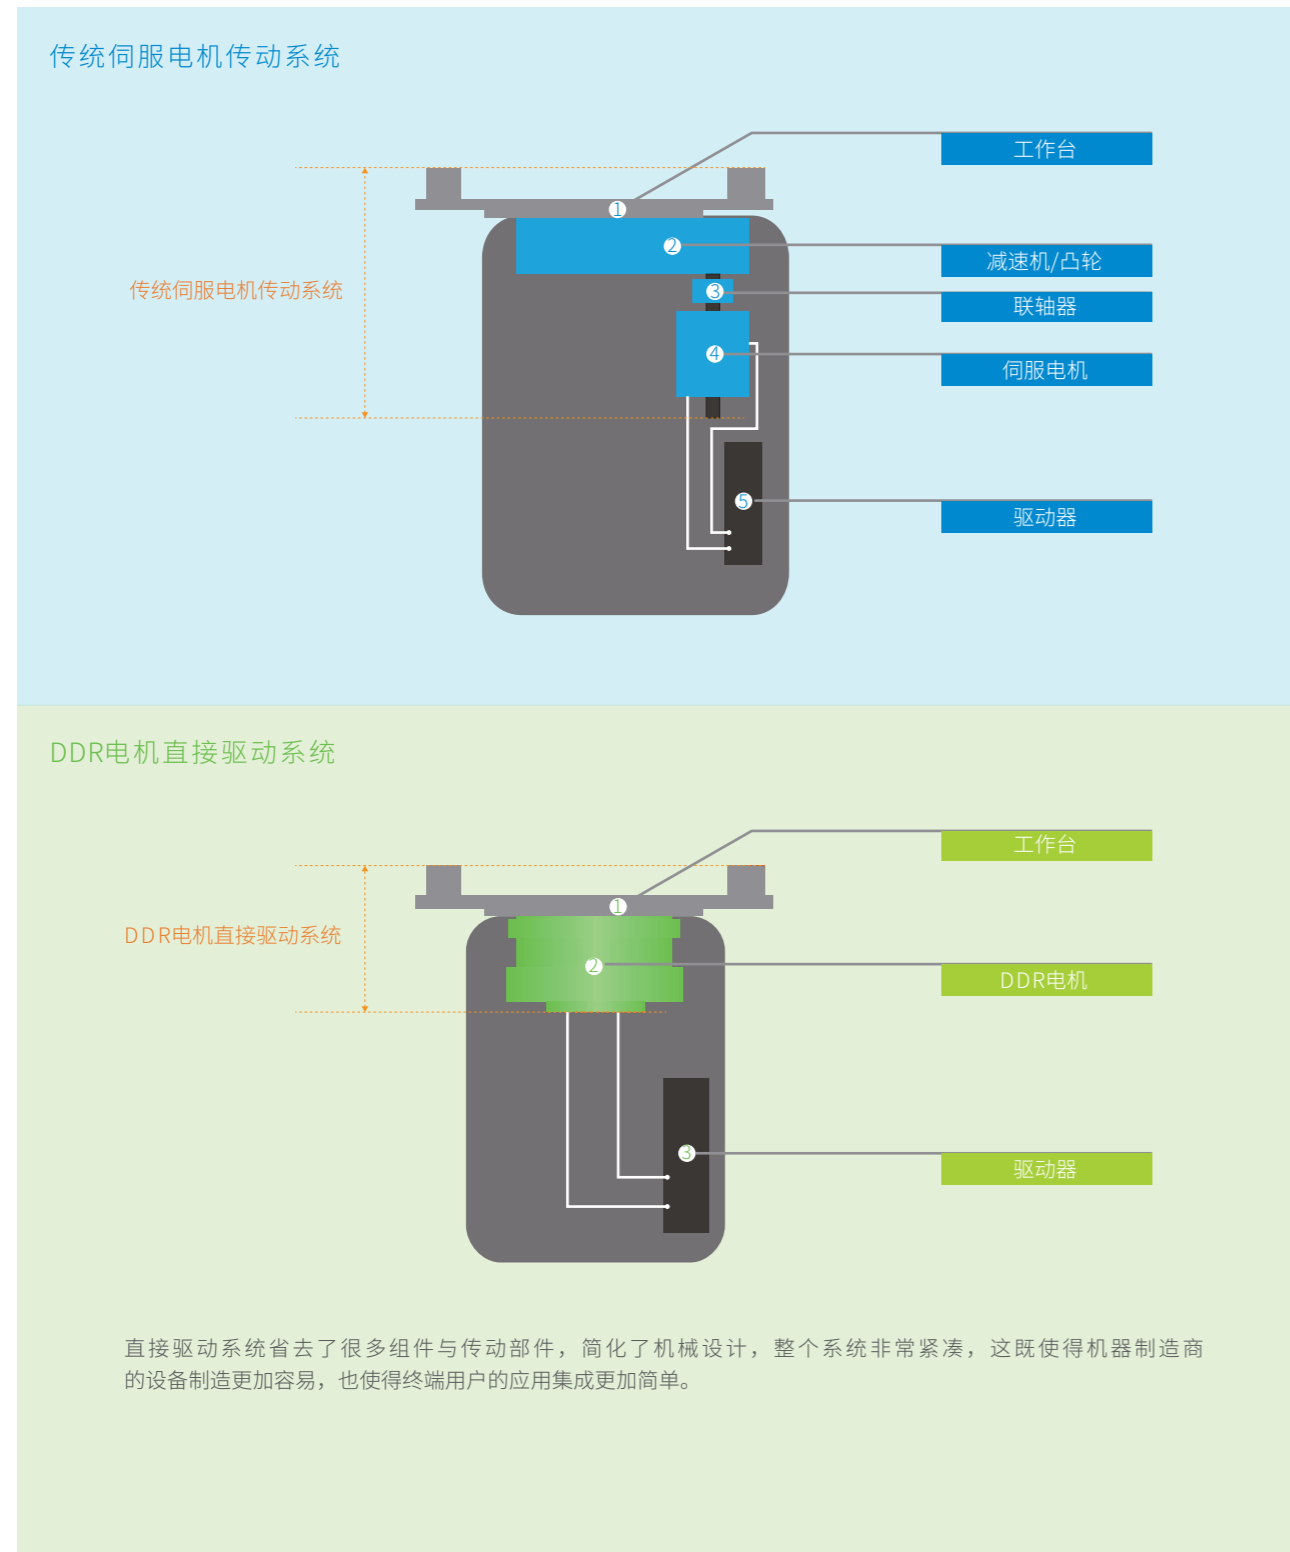 传统伺服电机传动系统
工作台
1
2
减速机/凸轮
传统伺服电机传动系统
3
联轴器
4
伺服电机
5
驱动器
DDR电机直接驱动系统
工作台
1
DDR电机直接驱动系统
2
DDR电机
3
驱动器
直接驱动系统省去了很多组件与传动部件，简化了机械设计，整个系统非常紧凑，这既使得机器制造商
的设备制造更加容易，也使得终端用户的应用集成更加简单。